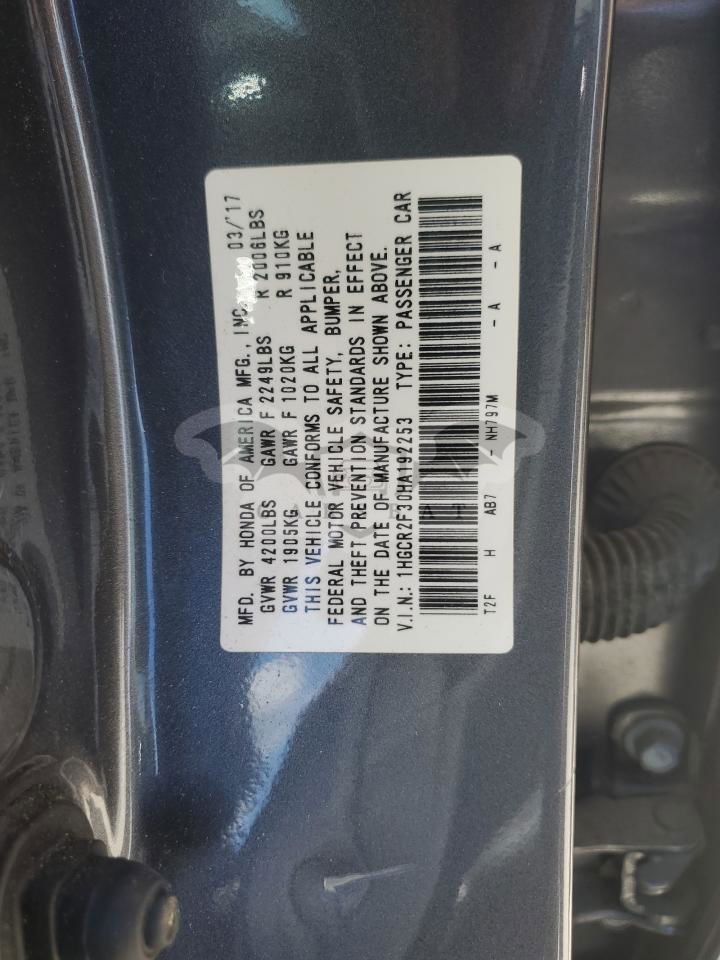 MFD. BY HONDA OF AMERICA MFG., INC. 03/'17
GVWR 4200LBS GAWR F 2249LBS R 2006LBS
GVWR 1905KG GAWR F 1020KG R 910KG
THIS VEHICLE CONFORMS TO ALL APPLICABLE
FEDERAL MOTOR VEHICLE SAFETY, BUMPER,
AND THEFT PREVENTION STANDARDS IN EFFECT
ON THE DATE OF MANUFACTURE SHOWN ABOVE.
V.I.N.: 1HGCR2F30HA192253 TYPE: PASSENGER CAR
T2F H AB7 - NH797M - A - A